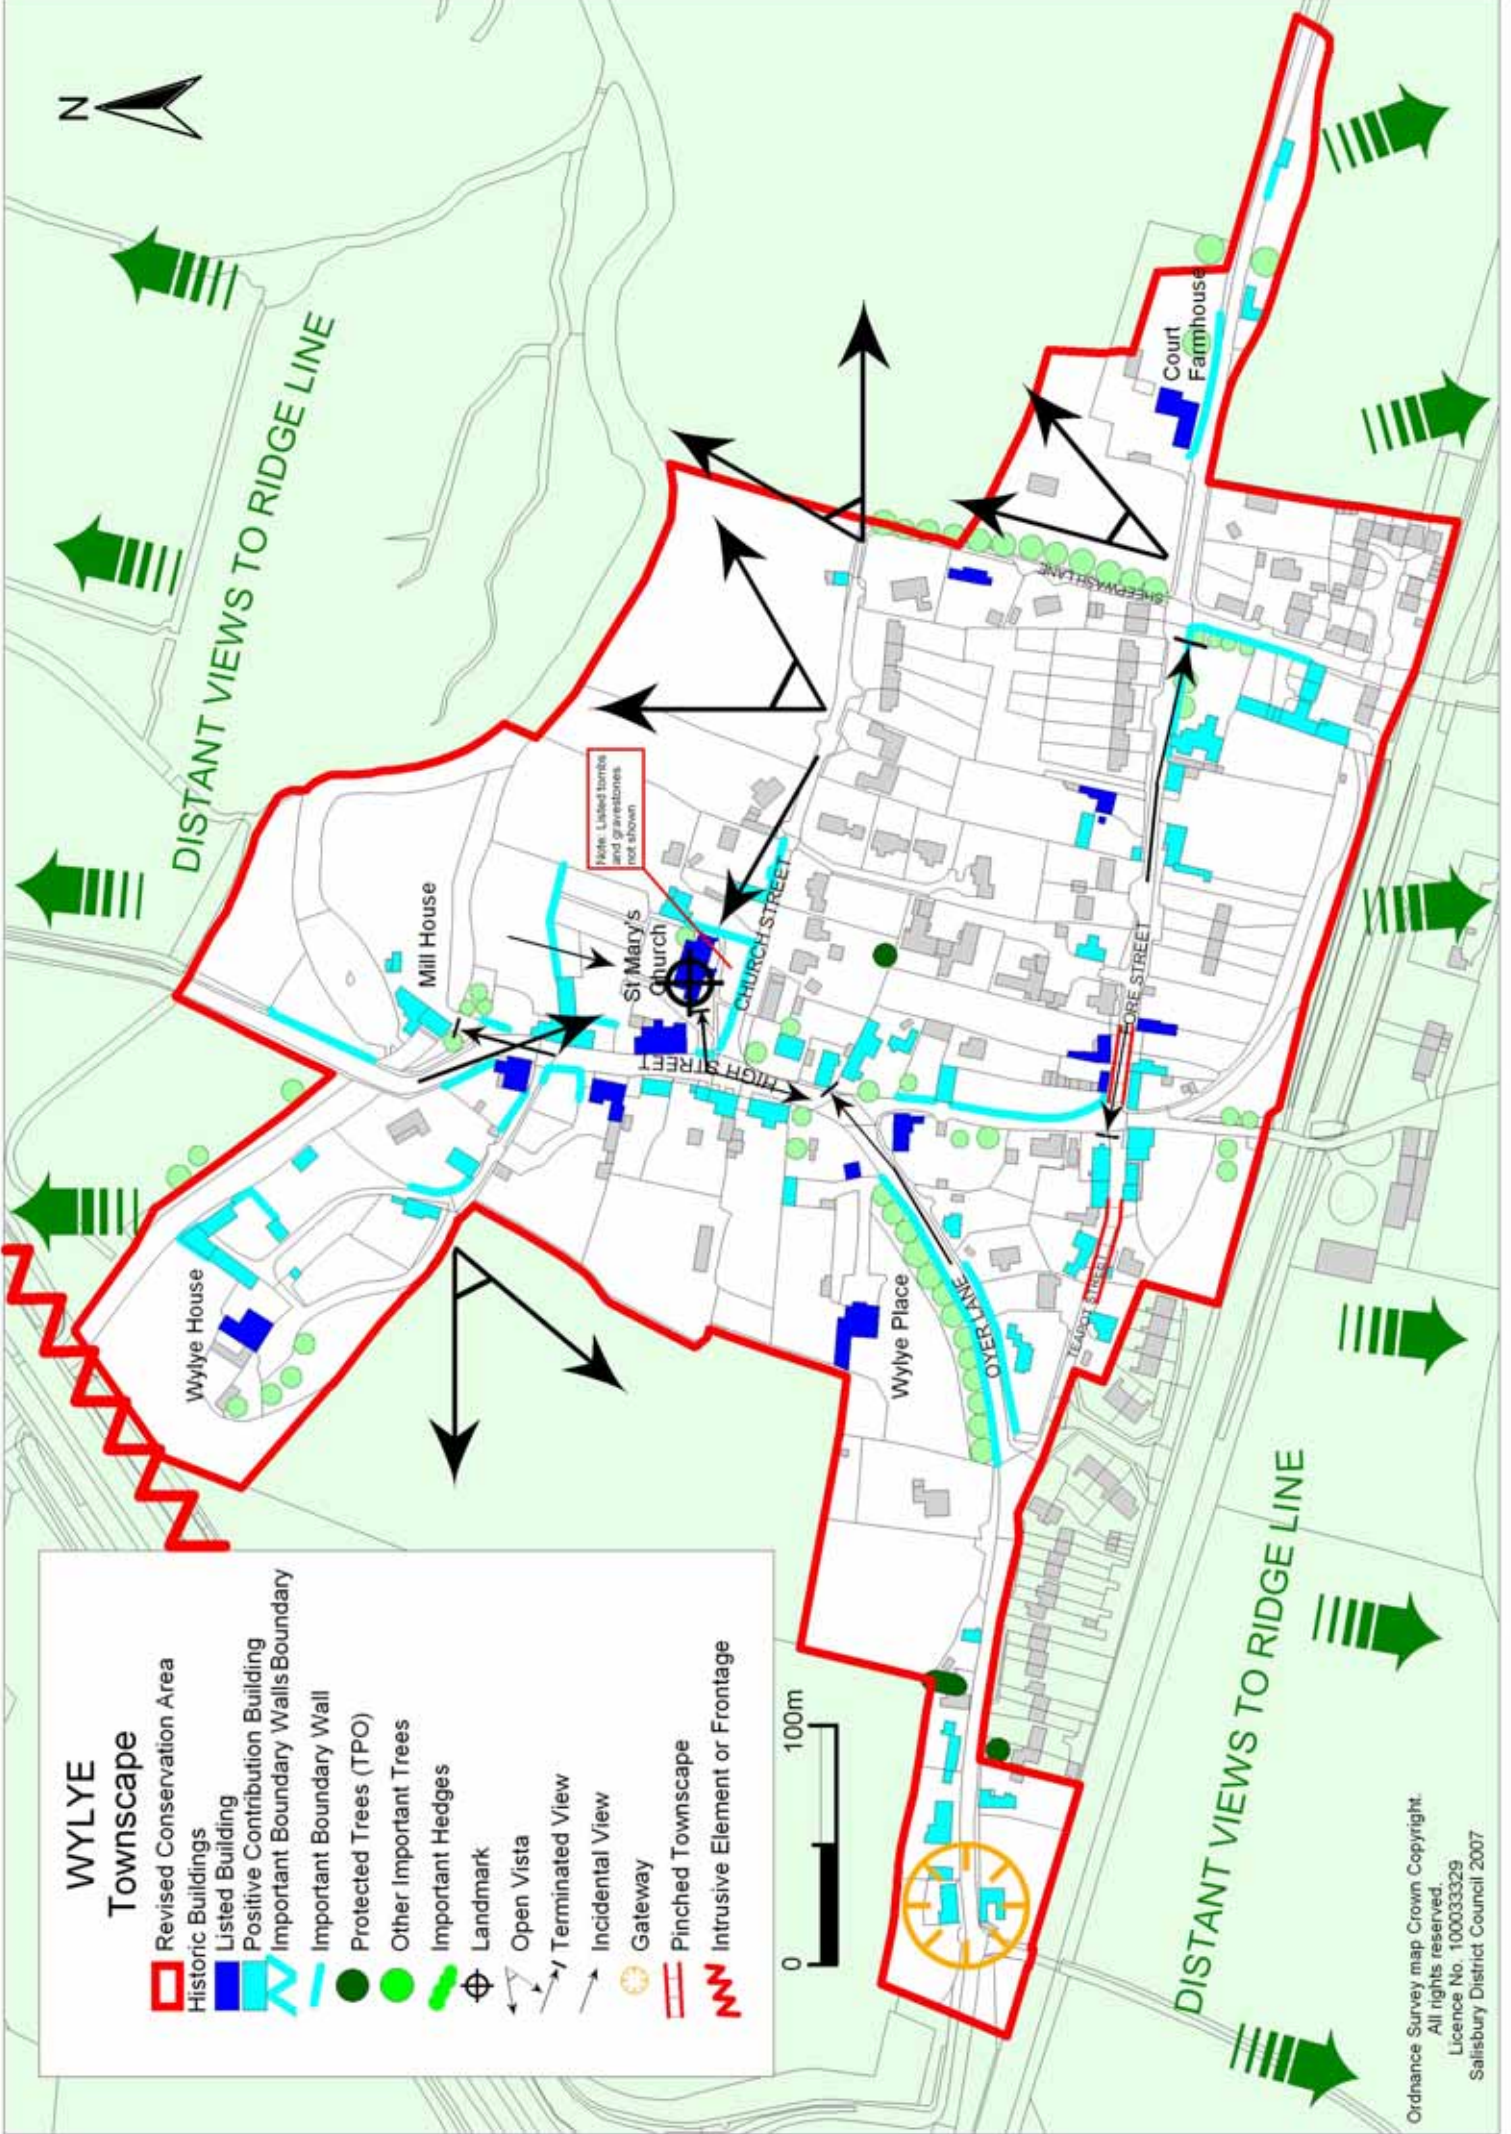 WYLYE
Townscape
Revised Conservation Area
Historic Buildings
Listed Building
Positive Contribution Building
Important Boundary WallsBoundary
Important Boundary Wall
Protected Trees (TPO)
Other Important Trees
Important Hedges
Landmark
Open Vista
Terminated View
Incidental View
Gateway
Pinched Townscape
Intrusive Element or Frontage
0
100m
N
DISTANT VIEWS TO RIDGE LINE
Wylye House
Mill House
St Mary's
Church
Note: Listed tombs
and gravestones
not shown
HIGH STREET
CHURCH STREET
Wylye Place
OYER LANE
TEAPOT STREET
FORE STREET
SHEEPWASH LANE
Court
Farmhouse
DISTANT VIEWS TO RIDGE LINE
Ordnance Survey map Crown Copyright.
All rights reserved.
Licence No. 100033329
Salisbury District Council 2007